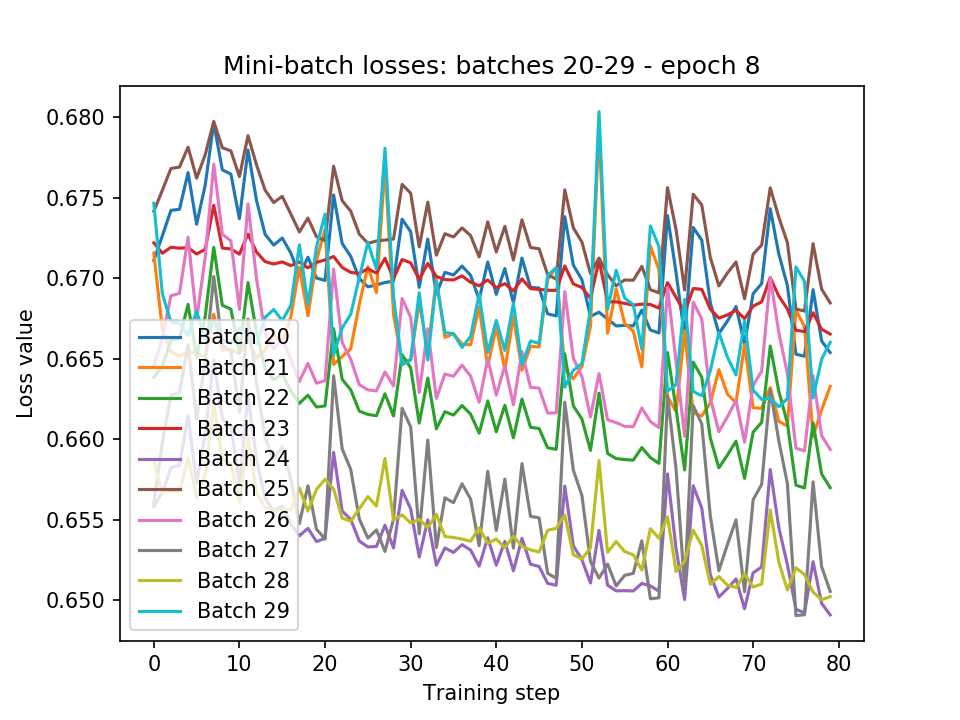 Mini-batch losses: batches 20-29 - epoch 8
0.680
0.675
0.670
0.665
0.660
0.655
0.650
Loss value
Batch 20
Batch 21
Batch 22
Batch 23
Batch 24
Batch 25
Batch 26
Batch 27
Batch 28
Batch 29
0 10 20 30 40 50 60 70 80
Training step